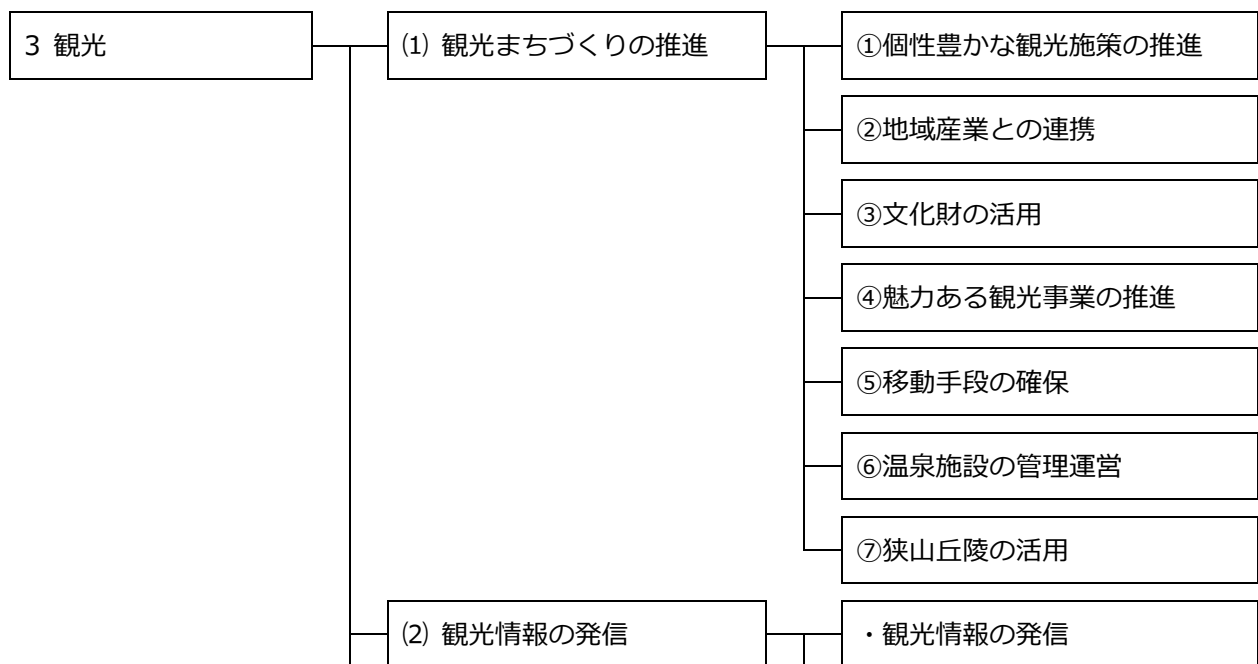 3 観光
⑴ 観光まちづくりの推進
①個性豊かな観光施策の推進
②地域産業との連携
③文化財の活用
④魅力ある観光事業の推進
⑤移動手段の確保
⑥温泉施設の管理運営
⑦狭山丘陵の活用
⑵ 観光情報の発信
・観光情報の発信